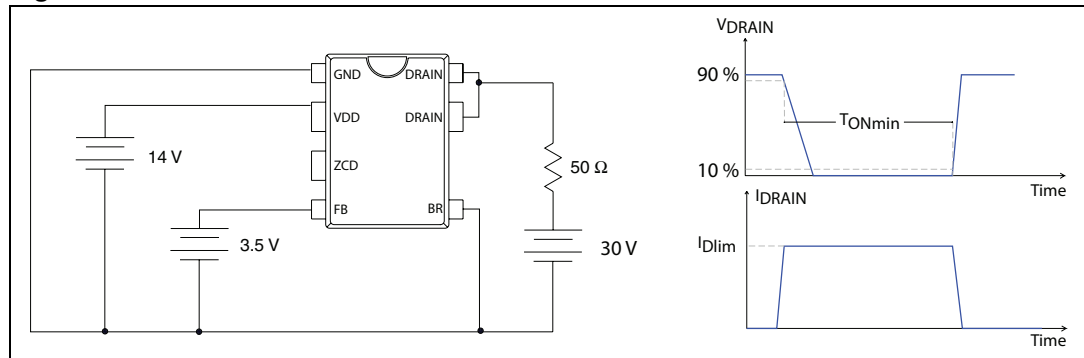 GND
DRAIN
VDD
DRAIN
ZCD
FB
BR
14 V
3.5 V
50 Ω
30 V
VDRAIN
90 %
TONmin
10 %
Time
IDRAIN
IDlim
Time